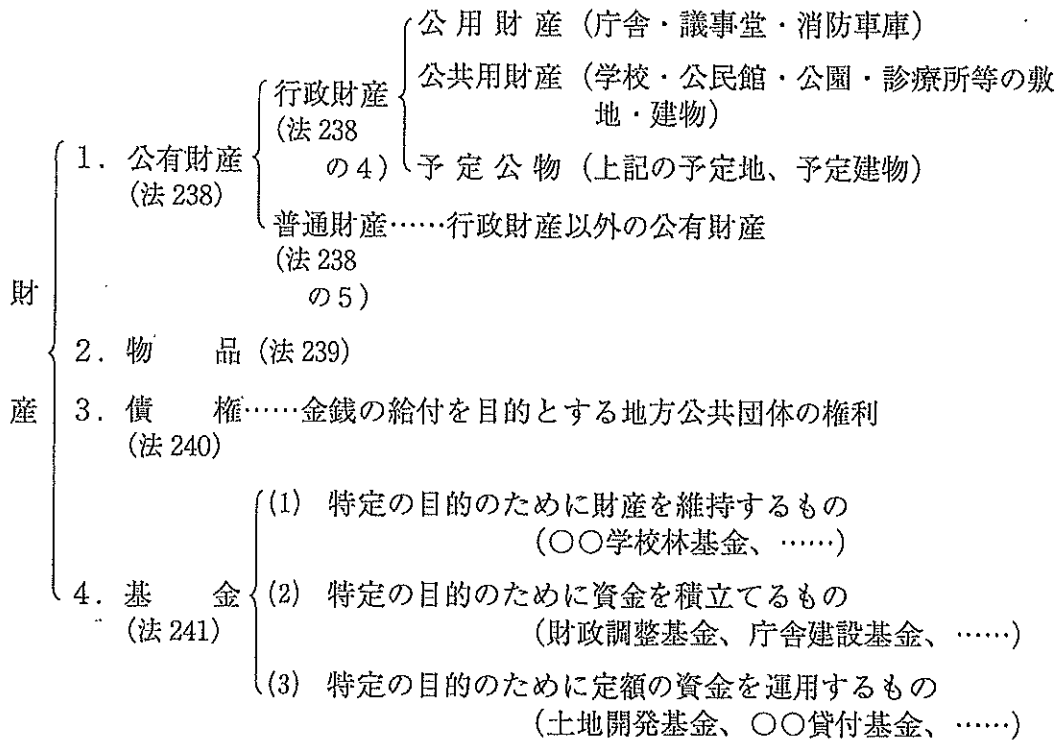 公用財産（庁舎・議事堂・消防車庫）
行政財産
公共用財産（学校・公民館・公園・診療所等の敷
地・建物）
（法238
の４）
予定公物（上記の予定地、予定建物）
１．公有財産
（法238）
普通財産……行政財産以外の公有財産
（法238
の５）
財
２．物　　品（法239）
産
３．債　　権……金銭の給付を目的とする地方公共団体の権利
（法240）
(1)　特定の目的のために財産を維持するもの
（○○学校林基金、……）
４．基　　金
（法241）
(2)　特定の目的のために資金を積立てるもの
（財政調整基金、庁舎建設基金、……）
(3)　特定の目的のために定額の資金を運用するもの
（土地開発基金、○○貸付基金、……）